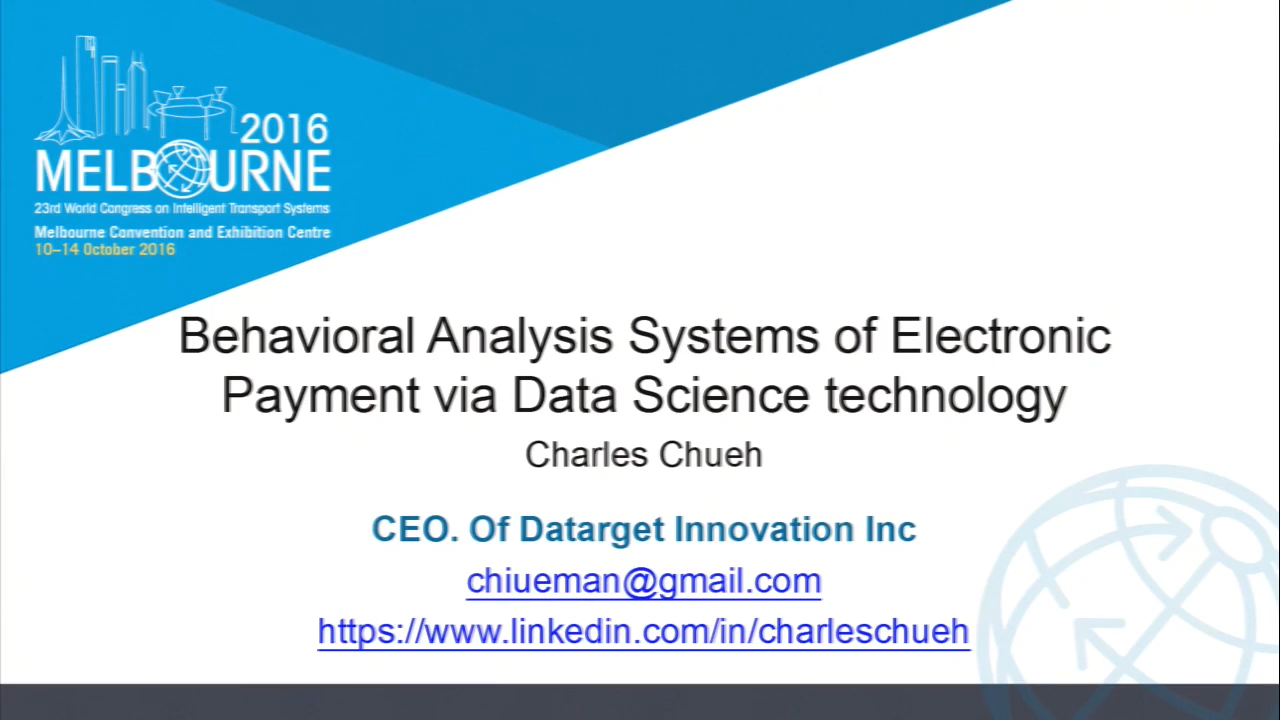 2016
MELBOURNE
23rd World Congress on Intelligent Transport Systems
Melbourne Convention and Exhibition Centre
10–14 October 2016
Behavioral Analysis Systems of Electronic
Payment via Data Science technology
Charles Chueh
CEO. Of Datarget Innovation Inc
chiueman@gmail.com
https://www.linkedin.com/in/charleschueh